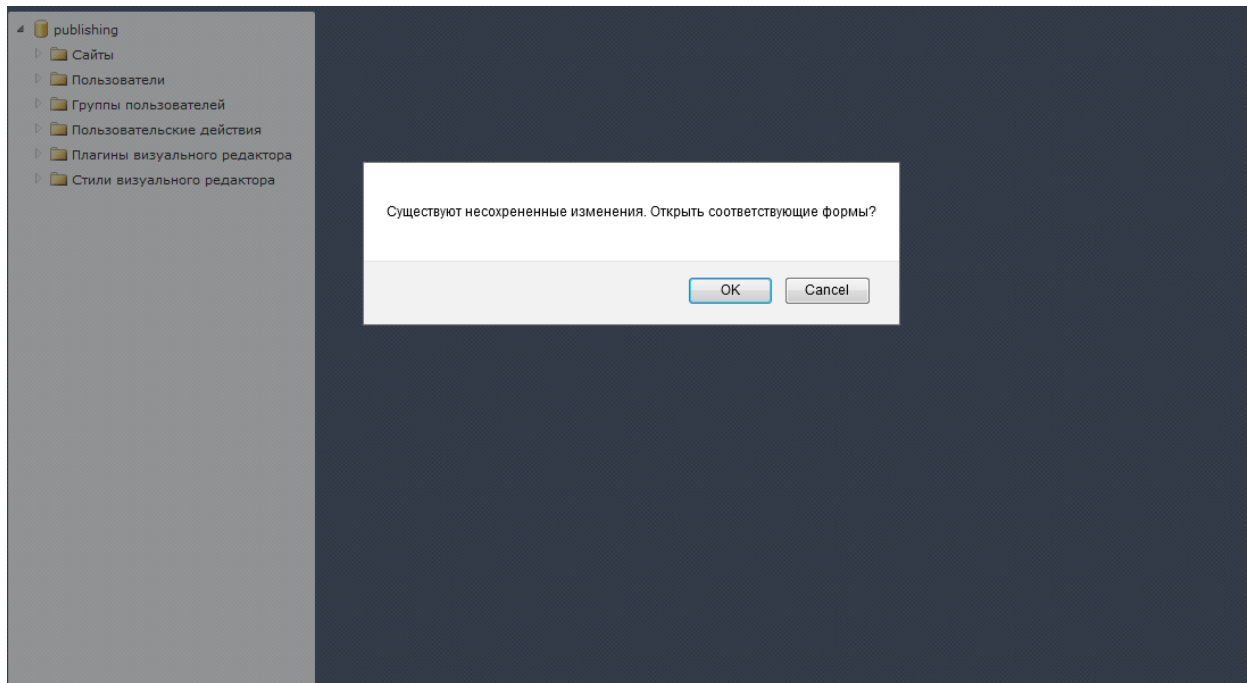 publishing
Сайты
Пользователи
Группы пользователей
Пользовательские действия
Плагины визуального редактора
Стили визуального редактора
Существуют несохрененные изменения. Открыть соответствующие формы?
OK
Cancel